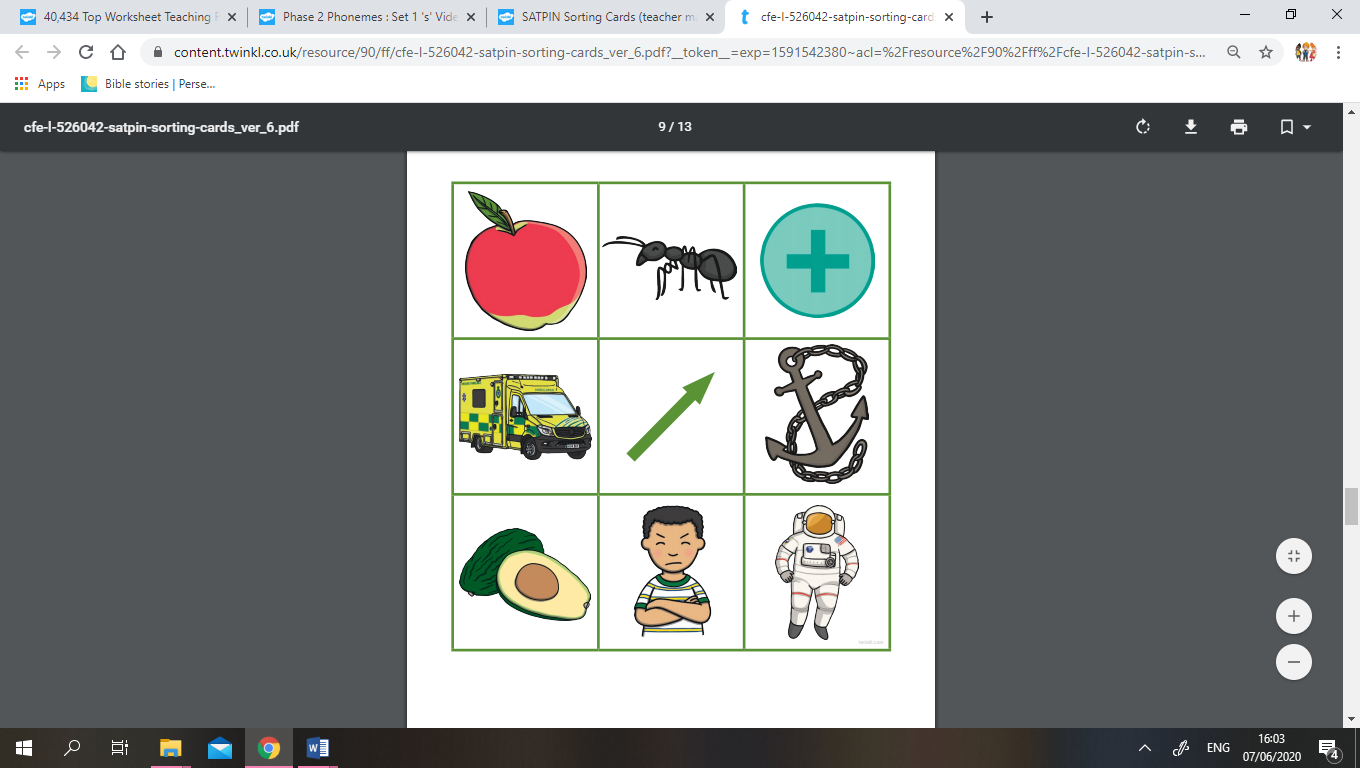 40,434 Top Worksheet Teaching
Phase 2 Phonemes : Set 1 's' Vide
SATPIN Sorting Cards (teacher m
cfe-l-526042-satpin-sorting-card
content.twinkl.co.uk/resource/90/ff/cfe-l-526042-satpin-sorting-cards_ver_6.pdf?__token__=exp=1591542380~acl=%2Fresource%2F90%2Fff%2Fcfe-l-526042-satpin-s...
Apps
Bible stories | Perse...
cfe-l-526042-satpin-sorting-cards_ver_6.pdf
9 / 13
twinkl.com
ENG
16:03
07/06/2020
4